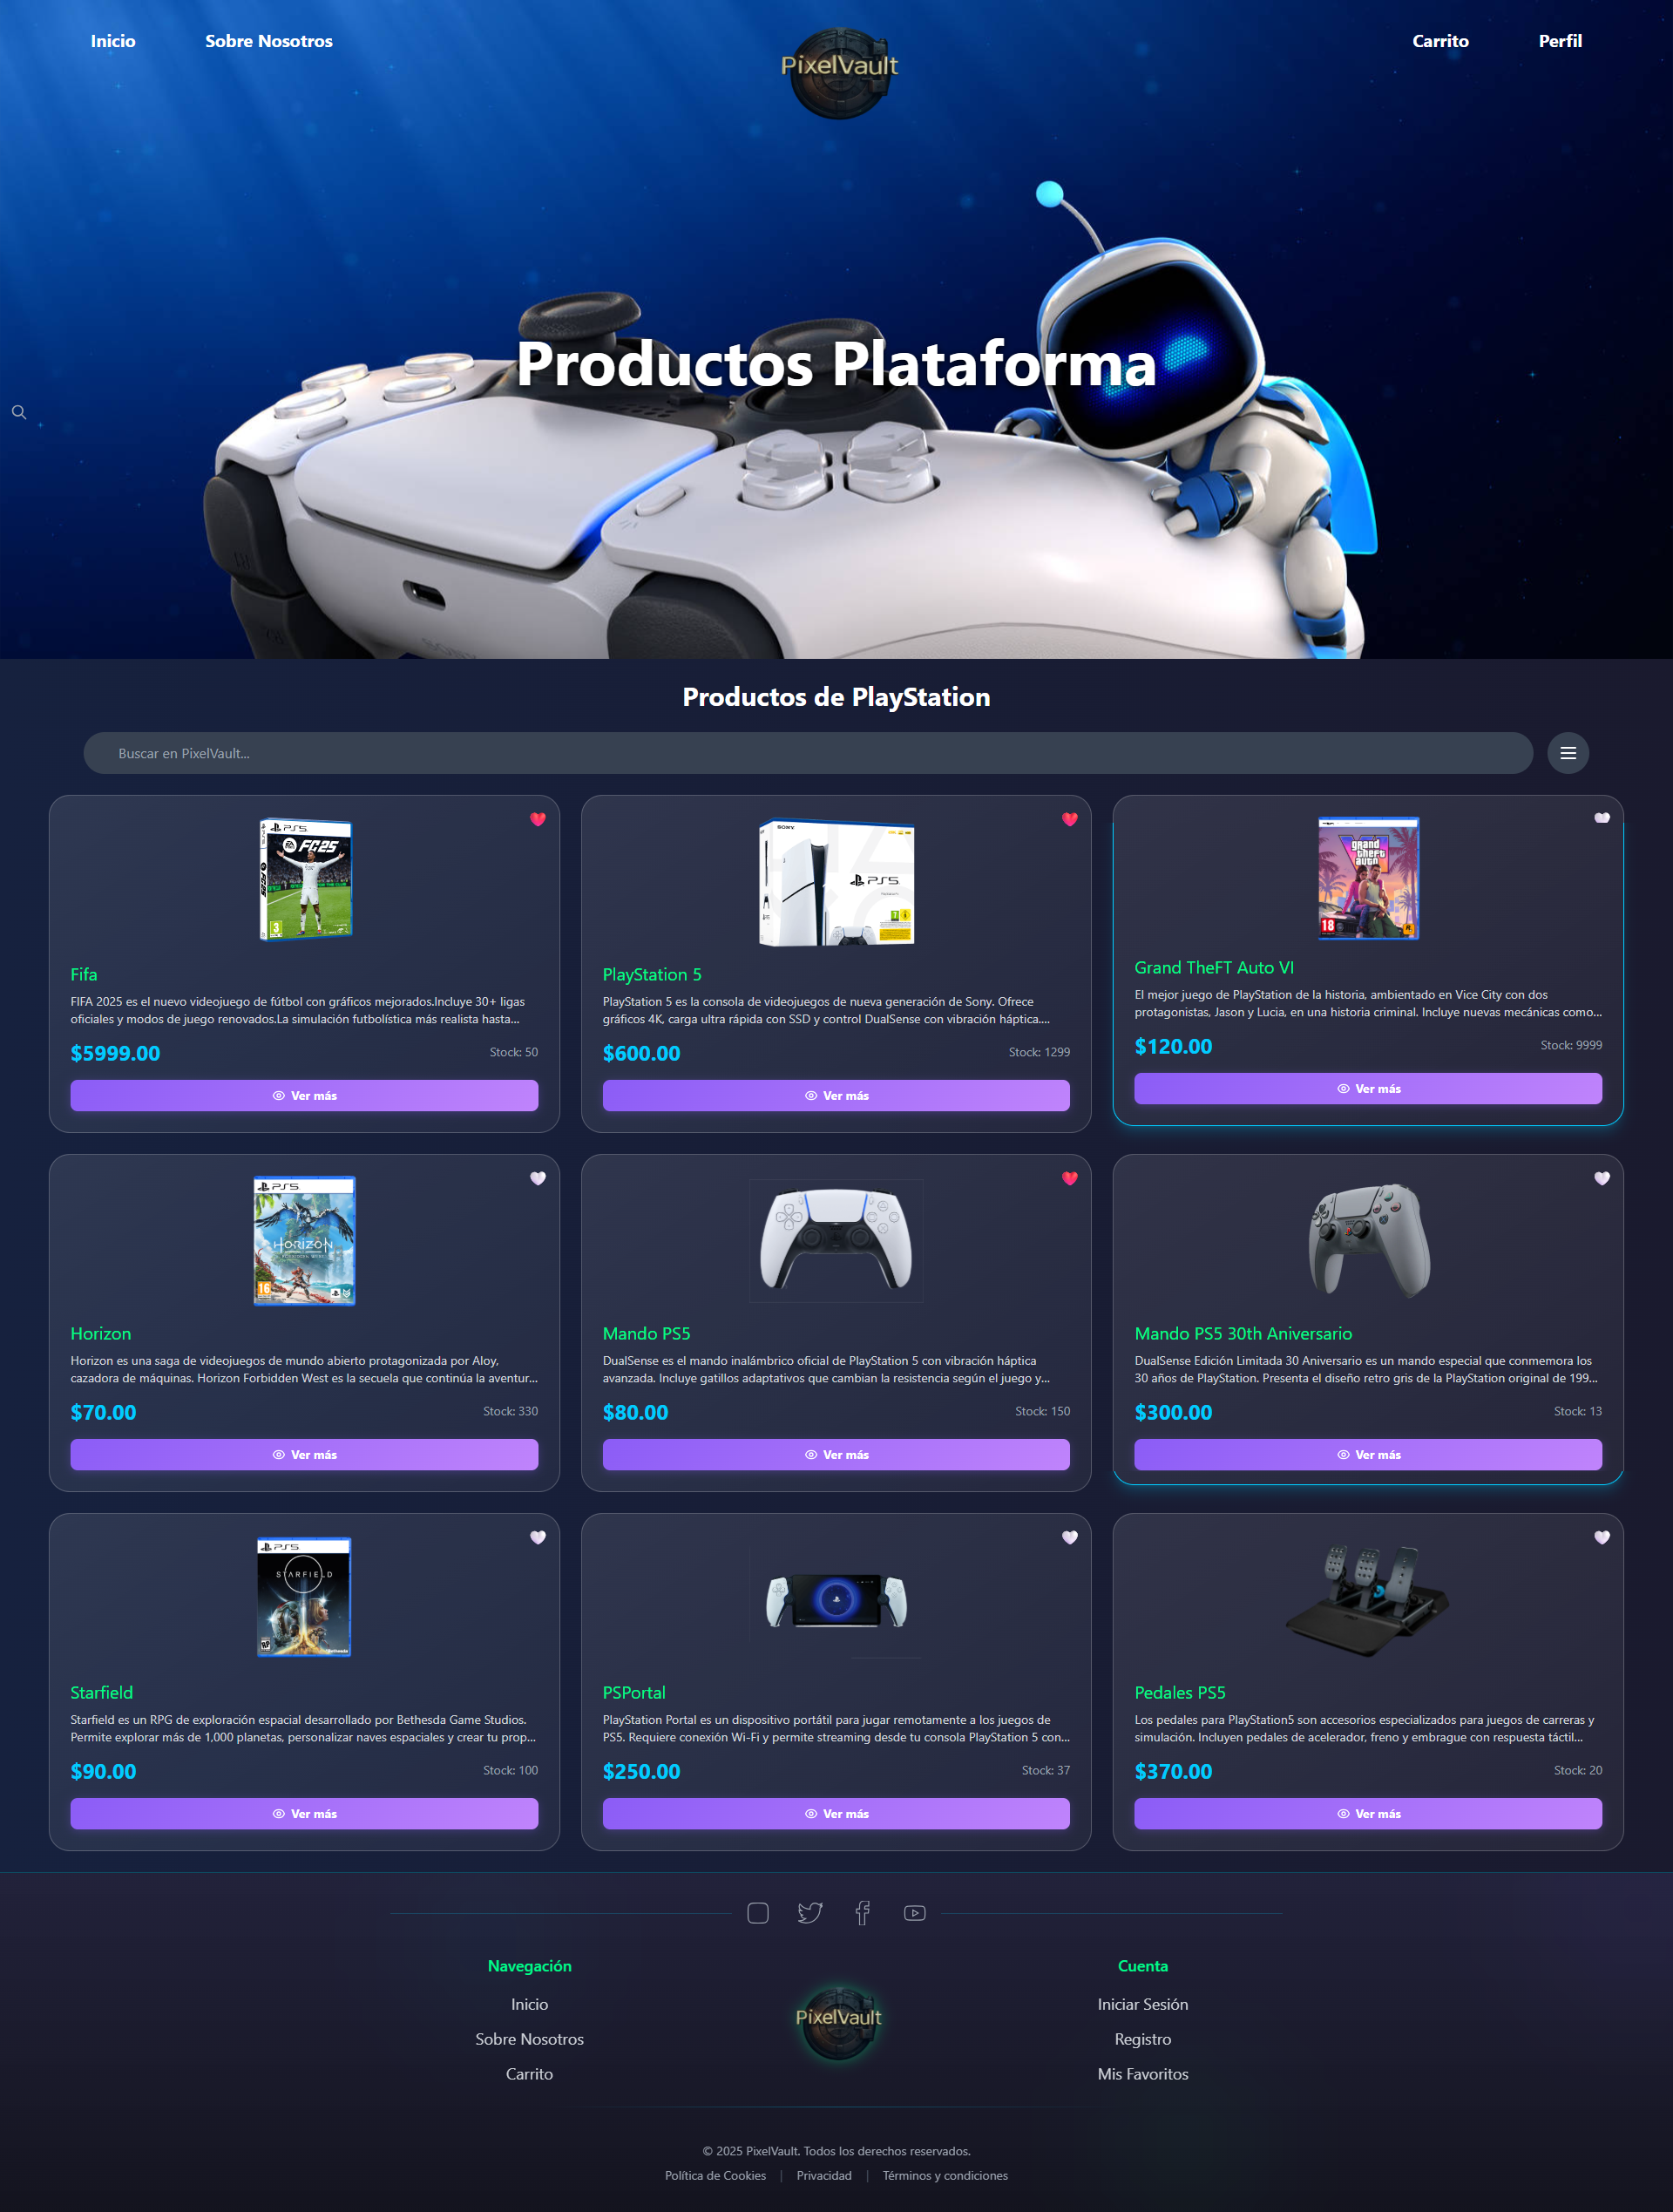 Inicio
Sobre Nosotros
PixelVault
Carrito
Perfil
Productos Plataforma
Productos de PlayStation
Buscar en PixelVault...
PS5
FC25
3
Fifa
FIFA 2025 es el nuevo videojuego de fútbol con gráficos mejorados.Incluye 30+ ligas
oficiales y modos de juego renovados.La simulación futbolística más realista hasta...
$5999.00
Stock: 50
Ver más
SONY
PS5
PlayStation 5
PlayStation 5 es la consola de videojuegos de nueva generación de Sony. Ofrece
gráficos 4K, carga ultra rápida con SSD y control DualSense con vibración háptica....
$600.00
Stock: 1299
Ver más
grand
theft
auto
VI
18
Grand TheFT Auto VI
El mejor juego de PlayStation de la historia, ambientado en Vice City con dos
protagonistas, Jason y Lucia, en una historia criminal. Incluye nuevas mecánicas como...
$120.00
Stock: 9999
Ver más
PS5
HORIZON
16
Horizon
Horizon es una saga de videojuegos de mundo abierto protagonizada por Aloy,
cazadora de máquinas. Horizon Forbidden West es la secuela que continúa la aventur...
$70.00
Stock: 330
Ver más
Mando PS5
DualSense es el mando inalámbrico oficial de PlayStation 5 con vibración háptica
avanzada. Incluye gatillos adaptativos que cambian la resistencia según el juego y...
$80.00
Stock: 150
Ver más
Mando PS5 30th Aniversario
DualSense Edición Limitada 30 Aniversario es un mando especial que conmemora los
30 años de PlayStation. Presenta el diseño retro gris de la PlayStation original de 199...
$300.00
Stock: 13
Ver más
PS5
STARFIELD
RP
Starfield
Starfield es un RPG de exploración espacial desarrollado por Bethesda Game Studios.
Permite explorar más de 1,000 planetas, personalizar naves espaciales y crear tu prop...
$90.00
Stock: 100
Ver más
PSPortal
PlayStation Portal es un dispositivo portátil para jugar remotamente a los juegos de
PS5. Requiere conexión Wi-Fi y permite streaming desde tu consola PlayStation 5 con...
$250.00
Stock: 37
Ver más
Pedales PS5
Los pedales para PlayStation5 son accesorios especializados para juegos de carreras y
simulación. Incluyen pedales de acelerador, freno y embrague con respuesta táctil...
$370.00
Stock: 20
Ver más
Navegación
Inicio
Sobre Nosotros
Carrito
PixelVault
Cuenta
Iniciar Sesión
Registro
Mis Favoritos
© 2025 PixelVault. Todos los derechos reservados.
Política de Cookies | Privacidad | Términos y condiciones